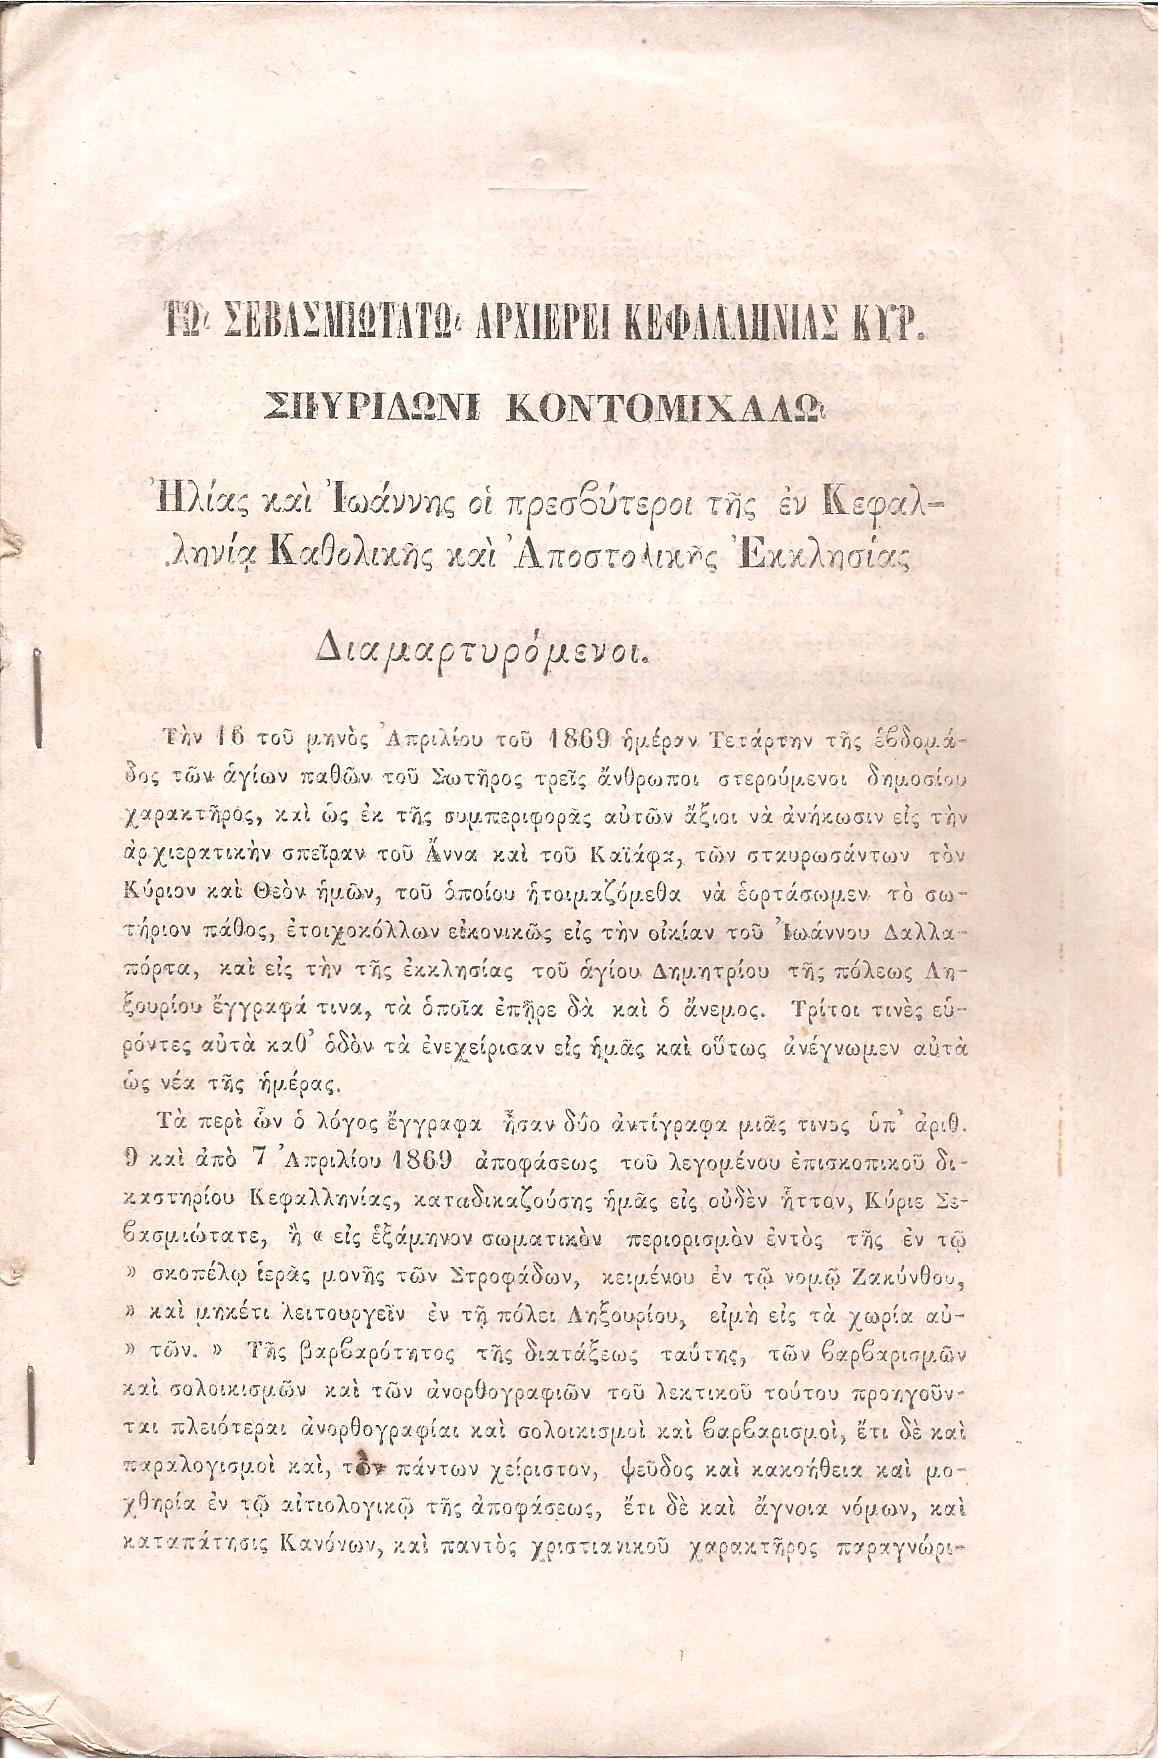 ΤΩι ΣΕΒΑΣΜΙΩΤΑΤΩι ΑΡΧΙΕΡΕΙ ΚΕΦΑΛΛΗΝΙΑΣ ΚΥΡ.
ΣΠΥΡΙΔΩΝΙ ΚΟΝΤΟΜΙΧΑΛΩι
Ἠλίας καὶ Ἰωάννης οἱ πρεσβύτεροι τῆς ἐν Κεφαλ-
ληνίᾳ Καθολικῆς καὶ Ἀποστολικῆς Ἐκκλησίας
Διαμαρτυρόμενοι.
Τὴν 16 τοῦ μηνὸς Ἀπριλίου τοῦ 1869 ἡμέραν Τετάρτην τῆς ἑβδομά-
δος τῶν ἁγίων παθῶν τοῦ Σωτῆρος τρεῖς ἄνθρωποι στερούμενοι δημοσίου
χαρακτῆρος, καὶ ὡς ἐκ τῆς συμπεριφορᾶς αὐτῶν ἄξιοι νὰ ἀνήκωσιν εἰς τὴν
ἀρχιερατικὴν σπεῖραν τοῦ Ἄννα καὶ τοῦ Καϊάφα, τῶν σταυρωσάντων τὸν
Κύριον καὶ Θεὸν ἡμῶν, τοῦ ὁποίου ἡτοιμαζόμεθα νὰ ἑορτάσωμεν τὸ σω-
τήριον πάθος, ἐτοιχοκόλλων εἰκονικῶς εἰς τὴν οἰκίαν τοῦ Ἰωάννου Δαλλα-
πόρτα, καὶ εἰς τὴν τῆς ἐκκλησίας τοῦ ἁγίου Δημητρίου τῆς πόλεως Λη-
ξουρίου ἔγγραφά τινα, τὰ ὁποῖα ἐπῆρε δὰ καὶ ὁ ἄνεμος. Τρίτοι τινὲς εὑ-
ρόντες αὐτὰ καθ' ὁδὸν τὰ ἐνεχείρισαν εἰς ἡμᾶς καὶ οὕτως ἀνέγνωμεν αὐτὰ
ὡς νέα τῆς ἡμέρας.
Τὰ περὶ ὧν ὁ λόγος ἔγγραφα ἦσαν δύο ἀντίγραφα μιᾶς τινος ὑπ' ἀριθ.
9 καὶ ἀπὸ 7 Ἀπριλίου 1869 ἀποφάσεως τοῦ λεγομένου ἐπισκοπικοῦ δι-
καστηρίου Κεφαλληνίας, καταδικαζούσης ἡμᾶς εἰς οὐδὲν ἧττον, Κύριε Σε-
βασμιώτατε, ἢ « εἰς ἑξάμηνον σωματικὸν περιορισμὸν ἐντὸς τῆς ἐν τῷ
» σκοπέλῳ ἱερᾶς μονῆς τῶν Στροφάδων, κειμένου ἐν τῷ νομῷ Ζακύνθου,
» καὶ μηκέτι λειτουργεῖν ἐν τῇ πόλει Ληξουρίου, εἰμὴ εἰς τὰ χωρία αὐ-
» τῶν. » Τῆς βαρβαρότητος τῆς διατάξεως ταύτης, τῶν βαρβαρισμῶν
καὶ σολοικισμῶν καὶ τῶν ἀνορθογραφιῶν τοῦ λεκτικοῦ τούτου προηγοῦν-
ται πλειότεραι ἀνορθογραφίαι καὶ σολοικισμοὶ καὶ βαρβαρισμοὶ, ἔτι δὲ καὶ
παραλογισμοὶ καὶ, τὸ πάντων χείριστον, ψεῦδος καὶ κακοήθεια καὶ μο-
χθηρία ἐν τῷ αἰτιολογικῷ τῆς ἀποφάσεως, ἔτι δὲ καὶ ἄγνοια νόμων, καὶ
καταπάτησις Κανόνων, καὶ παντὸς χριστιανικοῦ χαρακτῆρος παραγνώρι-